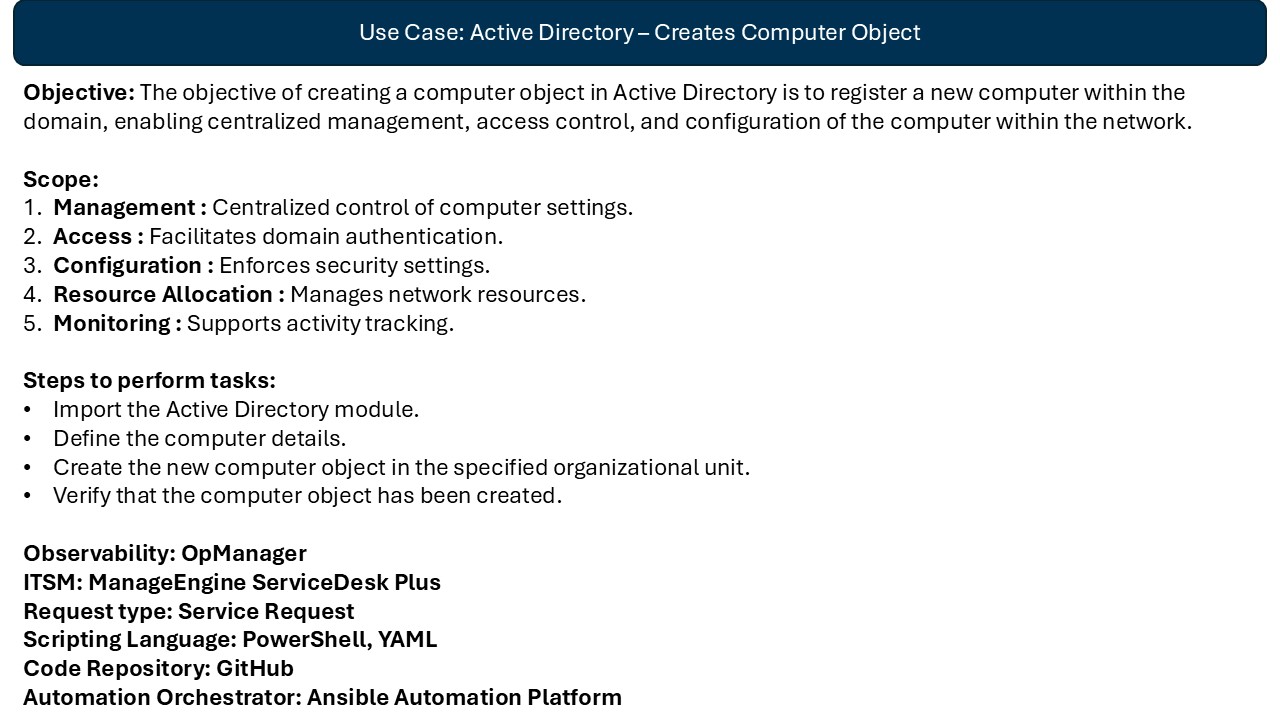 Use Case: Active Directory – Creates Computer Object
Objective: The objective of creating a computer object in Active Directory is to register a new computer within the
domain, enabling centralized management, access control, and configuration of the computer within the network.
Scope:
1. Management : Centralized control of computer settings.
2. Access : Facilitates domain authentication.
3. Configuration : Enforces security settings.
4. Resource Allocation : Manages network resources.
5. Monitoring : Supports activity tracking.
Steps to perform tasks:
• Import the Active Directory module.
• Define the computer details.
• Create the new computer object in the specified organizational unit.
• Verify that the computer object has been created.
Observability: OpManager
ITSM: ManageEngine ServiceDesk Plus
Request type: Service Request
Scripting Language: PowerShell, YAML
Code Repository: GitHub
Automation Orchestrator: Ansible Automation Platform